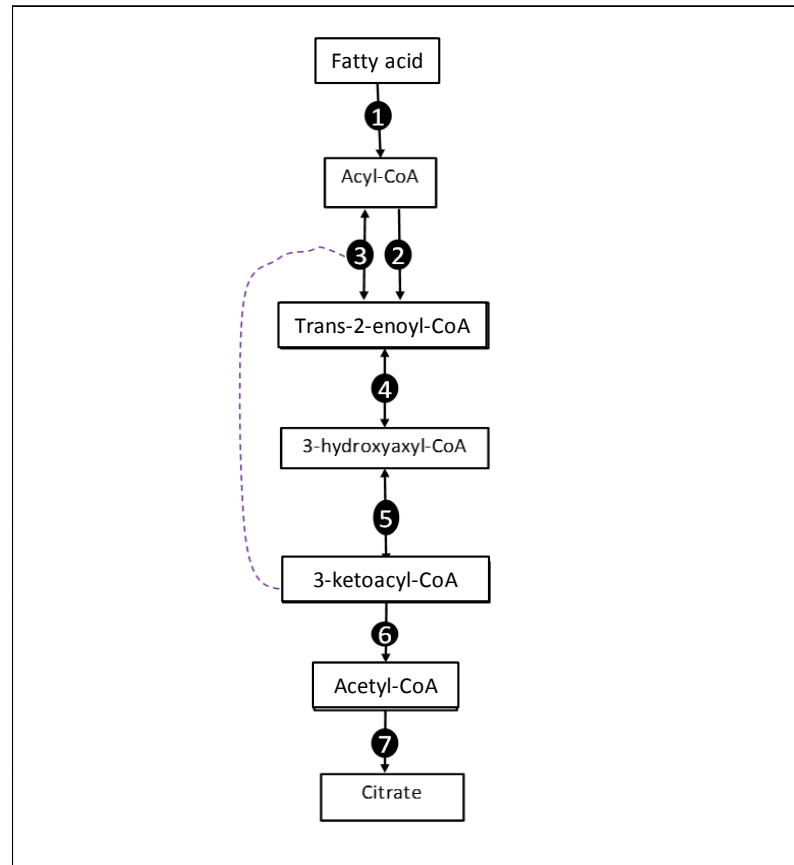 Fatty acid
1
Acyl-CoA
3 2
Trans-2-enoyl-CoA
4
3-hydroxyaxyl-CoA
5
3-ketoacyl-CoA
6
Acetyl-CoA
7
Citrate